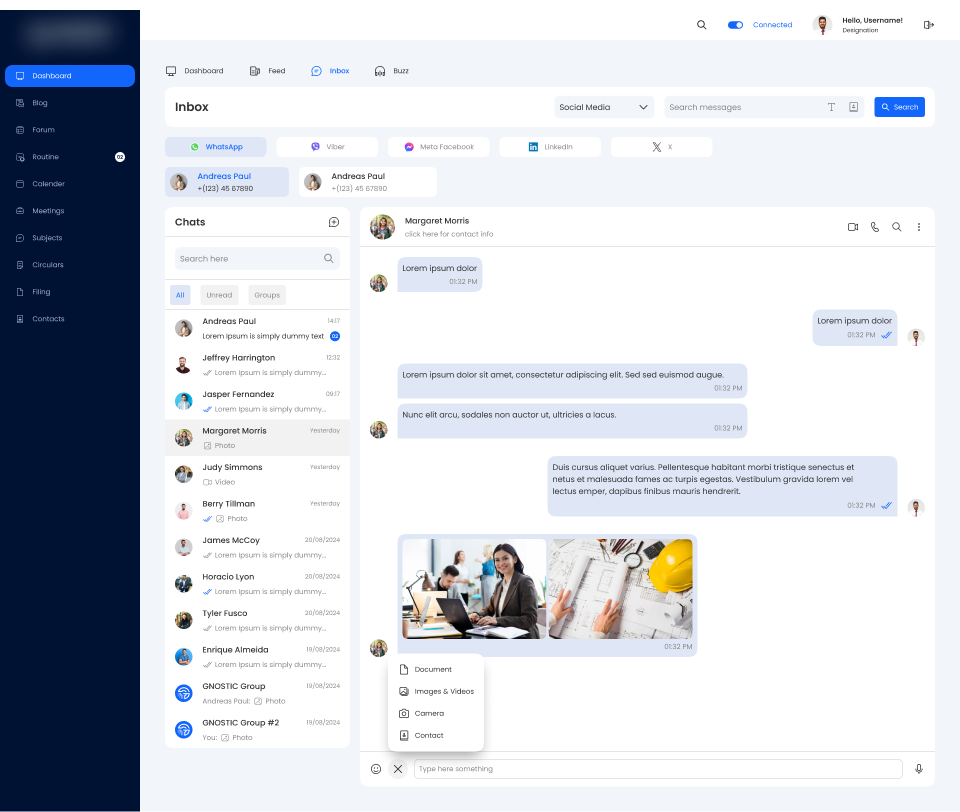 Hello, Username!
Connected
Designation
Dashboard
Blog
Forum
Routine 02
Calender
Meetings
Subjects
Circulars
Filing
Contacts
Dashboard Feed Inbox Buzz
Inbox
Social Media
Search messages
T
Search
WhatsApp Viber Meta Facebook LinkedIn X
Andreas Paul
+(123) 45 67890
Andreas Paul
+(123) 45 67890
Chats
Search here
All Unread Groups
Andreas Paul 14:17
Lorem Ipsum is simply dummy text 02
Jeffrey Harrington 12:32
Lorem Ipsum is simply dummy...
Jasper Fernandez 09:17
Lorem Ipsum is simply dummy...
Margaret Morris Yesterday
Photo
Judy Simmons Yesterday
Video
Berry Tillman Yesterday
Photo
James McCoy 20/08/2024
Lorem Ipsum is simply dummy...
Horacio Lyon 20/08/2024
Lorem Ipsum is simply dummy...
Tyler Fusco 20/08/2024
Lorem Ipsum is simply dummy...
Enrique Almeida 19/08/2024
Lorem Ipsum is simply dummy...
GNOSTIC Group 19/08/2024
Andreas Paul: Photo
GNOSTIC Group #2 19/08/2024
You: Photo
Margaret Morris
click here for contact info
Lorem ipsum dolor
01:32 PM
Lorem ipsum dolor
01:32 PM
Lorem ipsum dolor sit amet, consectetur adipiscing elit. Sed sed euismod augue.
01:32 PM
Nunc elit arcu, sodales non auctor ut, ultricies a lacus.
01:32 PM
Duis cursus aliquet varius. Pellentesque habitant morbi tristique senectus et
netus et malesuada fames ac turpis egestas. Vestibulum gravida lorem vel
lectus emper, dapibus finibus mauris hendrerit.
01:32 PM
01:32 PM
Document
Images & Videos
Camera
Contact
Type here something